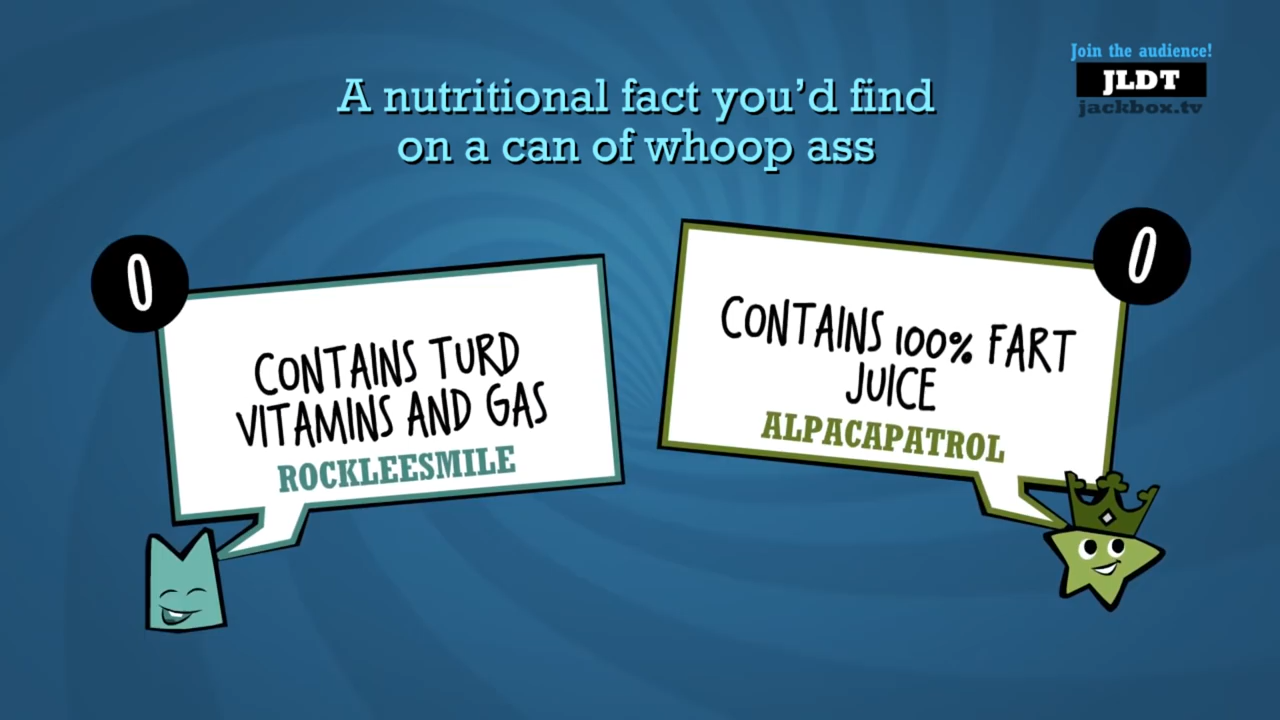 Join the audience!
JLDT
jackbox.tv
A nutritional fact you'd find
on a can of whoop ass
0
CONTAINS TURD
VITAMINS AND GAS
ROCKLEESMILE
0
CONTAINS 100% FART
JUICE
ALPACAPATROL